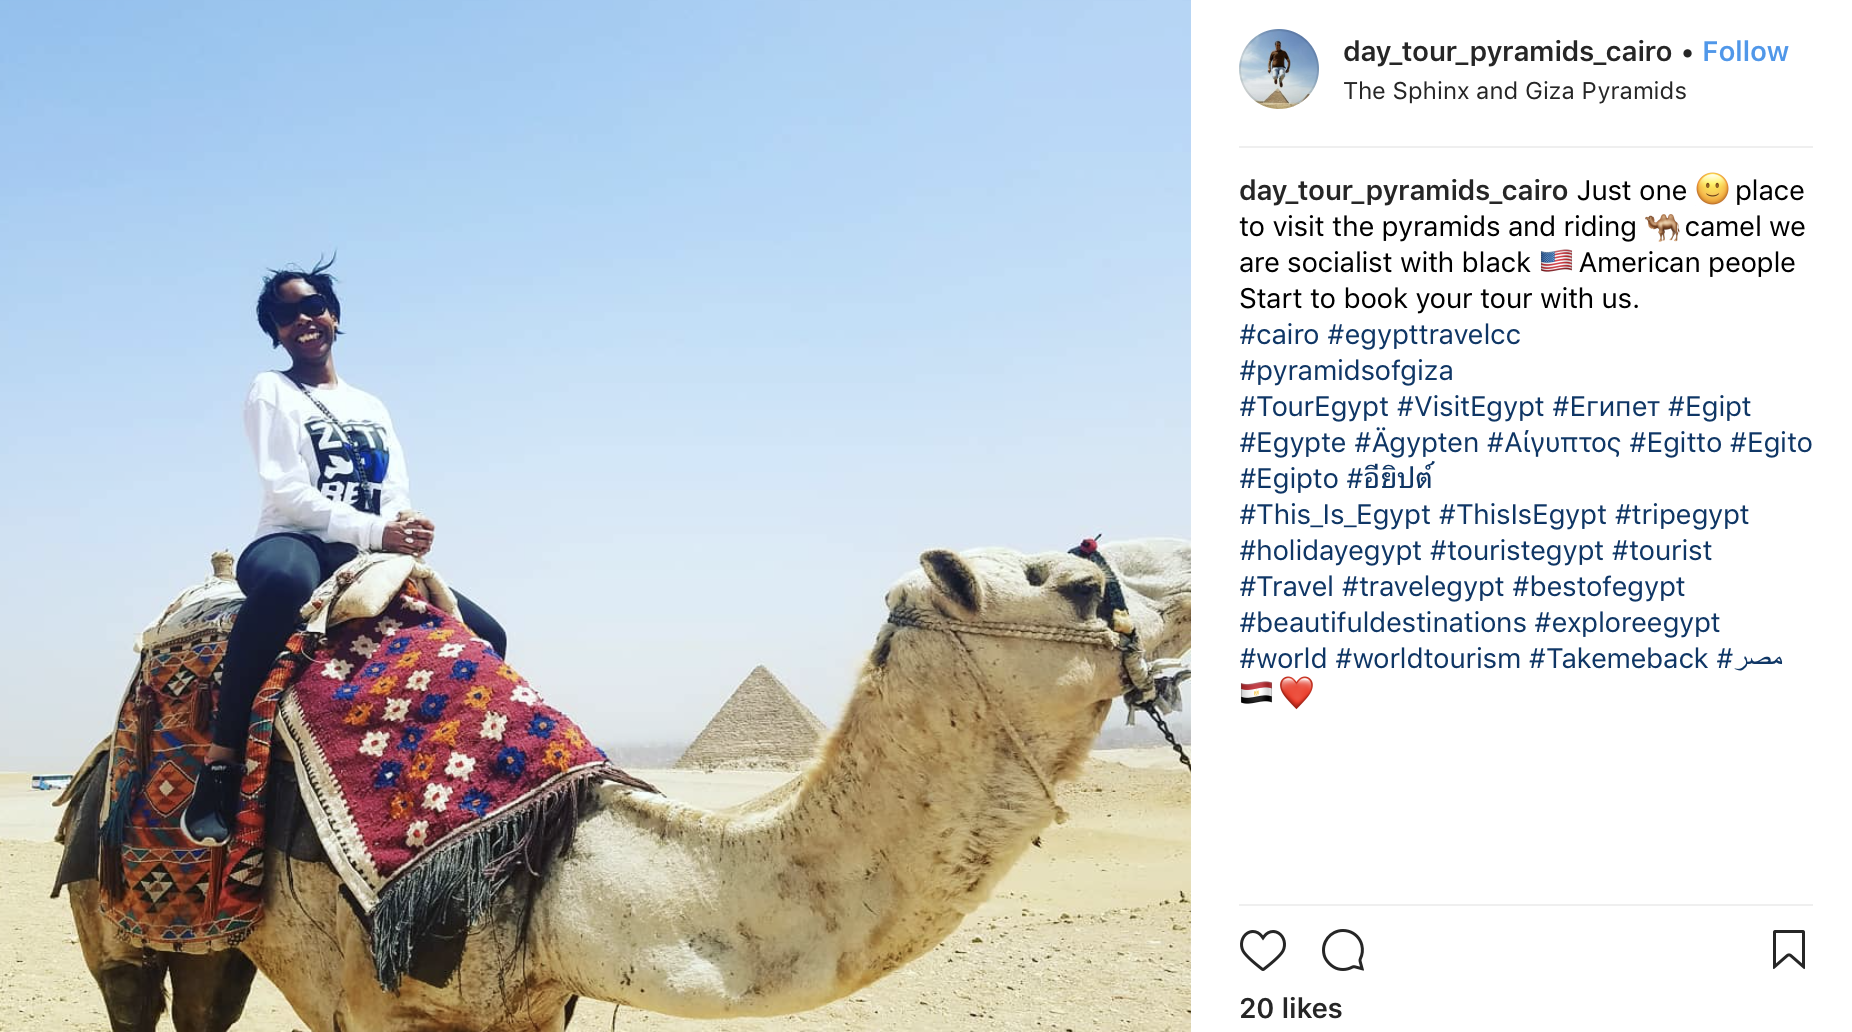 day_tour_pyramids_cairo • Follow
The Sphinx and Giza Pyramids
day_tour_pyramids_cairo Just one 🙂 place
to visit the pyramids and riding 🐫 camel we
are socialist with black 🇺🇸 American people
Start to book your tour with us.
#cairo #egypttravelcc
#pyramidsofgiza
#TourEgypt #VisitEgypt #Египет #Egipt
#Egypte #Ägypten #Αίγυπτος #Egitto #Egito
#Egipto #อียิปต์
#This_Is_Egypt #ThisIsEgypt #tripegypt
#holidayegypt #touristegypt #tourist
#Travel #travelegypt #bestofegypt
#beautifuldestinations #exploreegypt
#world #worldtourism #Takemeback #مصر
🇪🇬 ❤️
20 likes